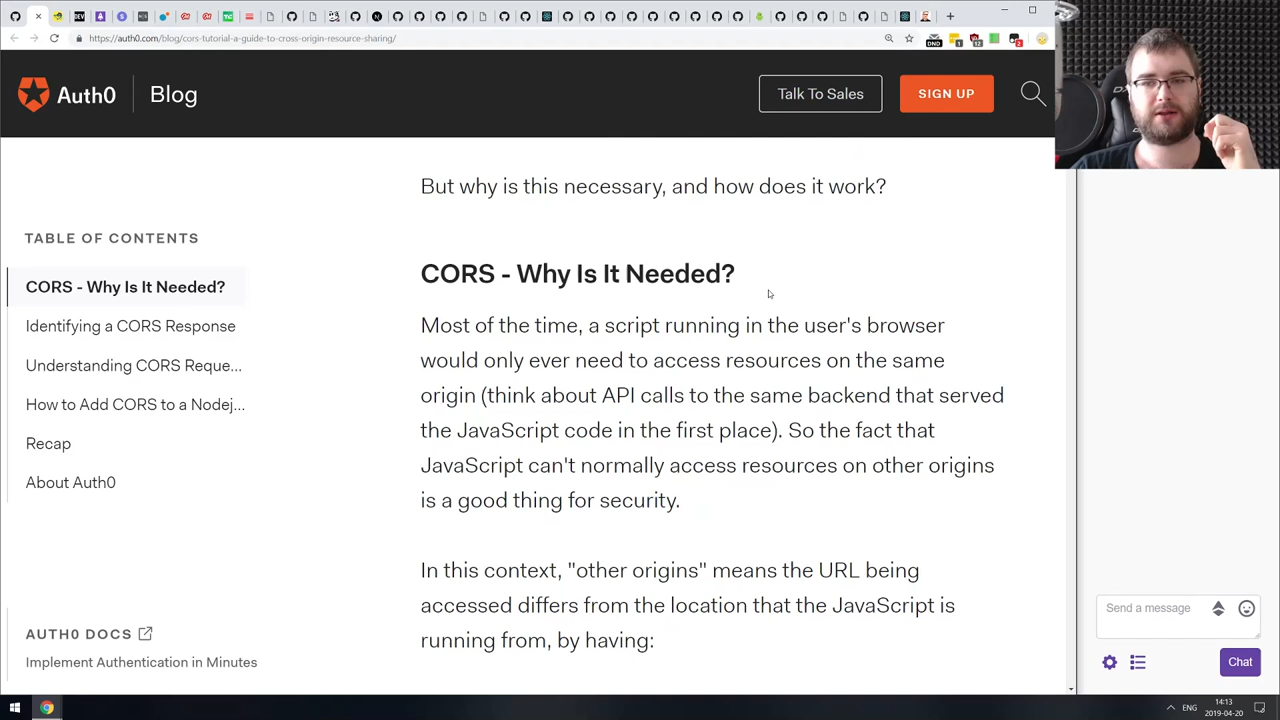 https://auth0.com/blog/cors-tutorial-a-guide-to-cross-origin-resource-sharing/
Auth0
Blog
Talk To Sales
SIGN UP
But why is this necessary, and how does it work?
TABLE OF CONTENTS
CORS - Why Is It Needed?
Identifying a CORS Response
Understanding CORS Reque...
How to Add CORS to a Nodej...
Recap
About Auth0
AUTH0 DOCS
Implement Authentication in Minutes
CORS - Why Is It Needed?
Most of the time, a script running in the user's browser
would only ever need to access resources on the same
origin (think about API calls to the same backend that served
the JavaScript code in the first place). So the fact that
JavaScript can't normally access resources on other origins
is a good thing for security.
In this context, "other origins" means the URL being
accessed differs from the location that the JavaScript is
running from, by having:
Send a message
Chat
ENG
14:13
2019-04-20